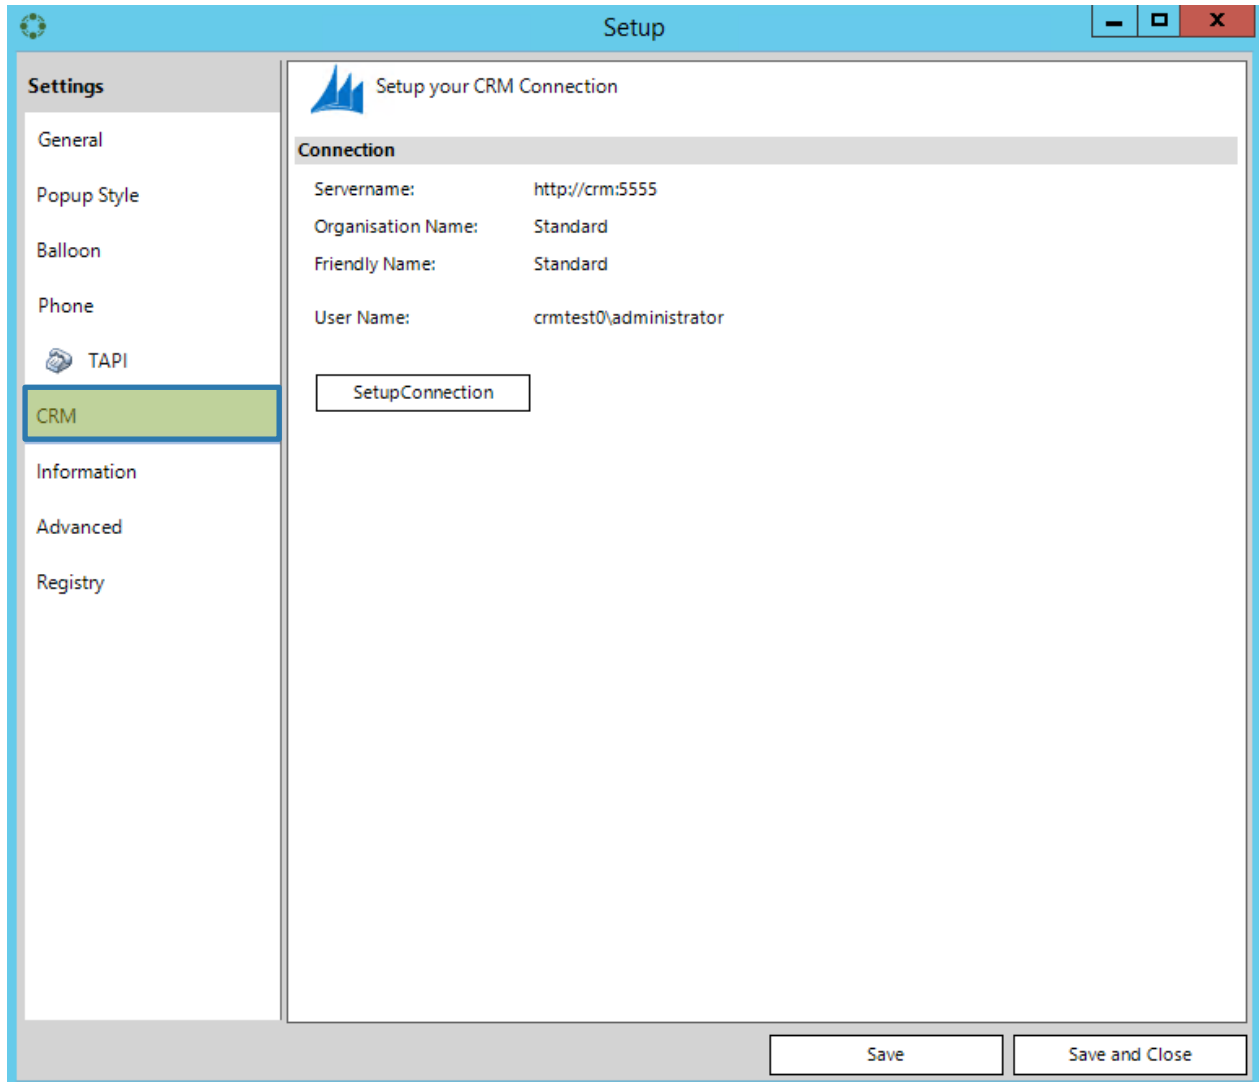 Setup
X
Settings
General
Popup Style
Balloon
Phone
TAPI
CRM
Information
Advanced
Registry
Setup your CRM Connection
Connection
Servername: http://crm:5555
Organisation Name: Standard
Friendly Name: Standard
User Name: crmtest0\administrator
SetupConnection
Save
Save and Close